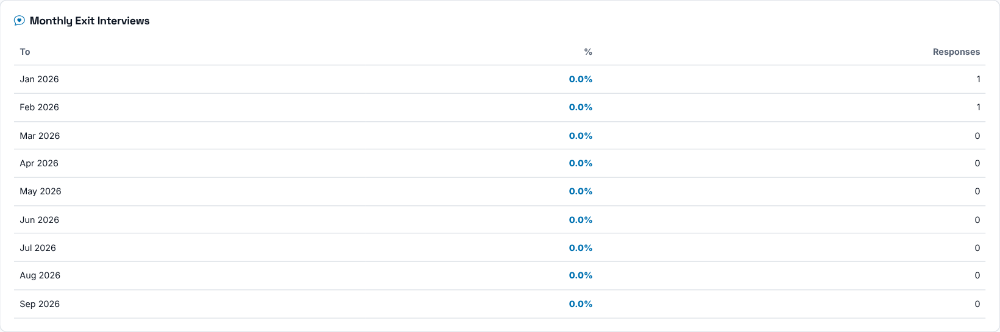 Monthly Exit Interviews
To % Responses
Jan 2026 0.0% 1
Feb 2026 0.0% 1
Mar 2026 0.0% 0
Apr 2026 0.0% 0
May 2026 0.0% 0
Jun 2026 0.0% 0
Jul 2026 0.0% 0
Aug 2026 0.0% 0
Sep 2026 0.0% 0